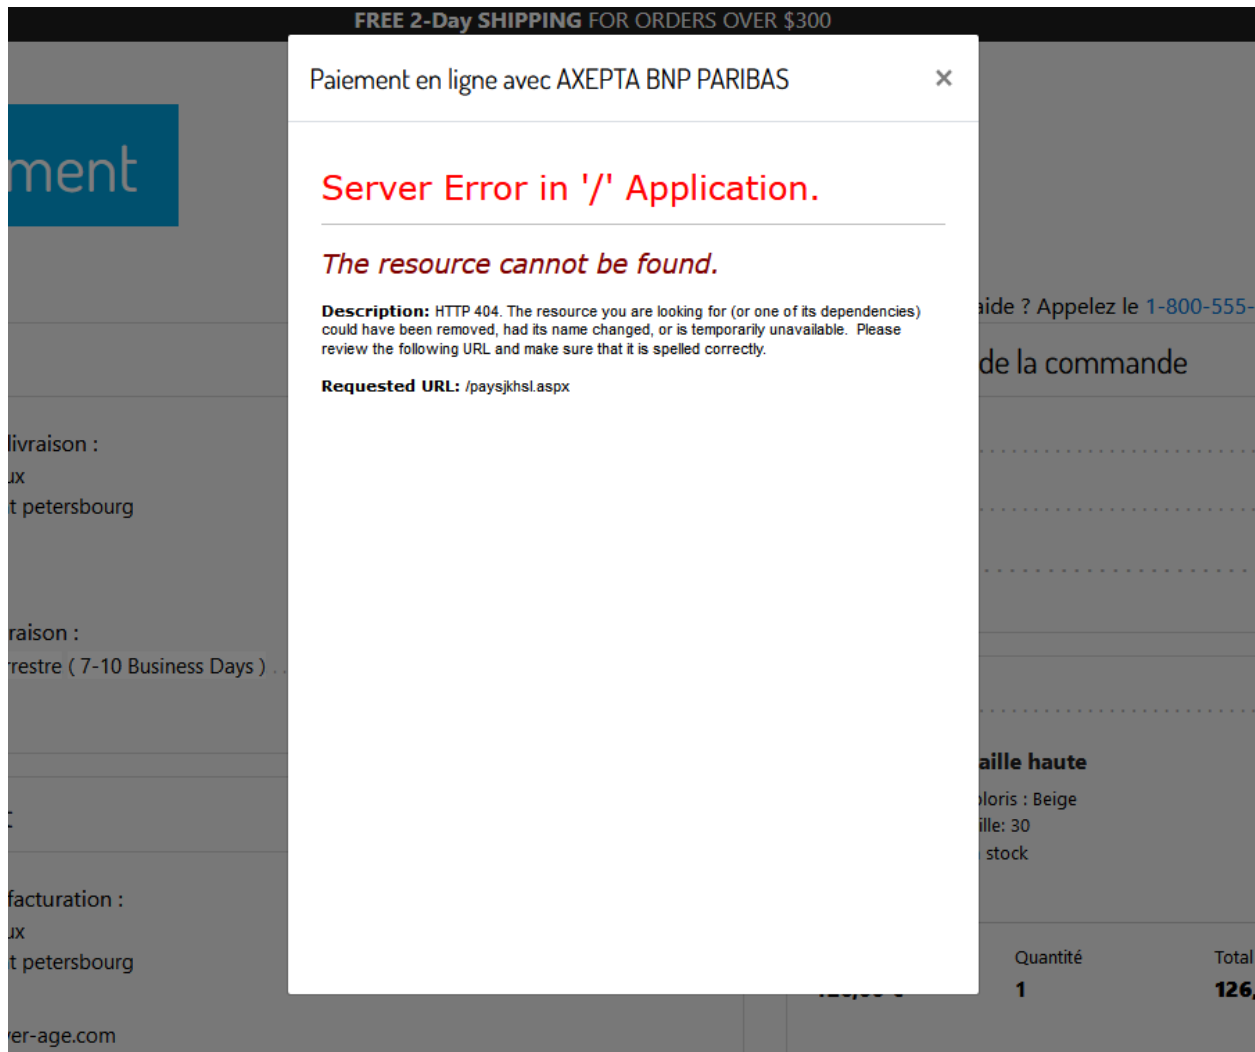 FREE 2-Day SHIPPING FOR ORDERS OVER $300
Paiement en ligne avec AXEPTA BNP PARIBAS
×
ment
Server Error in '/' Application.
The resource cannot be found.
Description: HTTP 404. The resource you are looking for (or one of its dependencies)
could have been removed, had its name changed, or is temporarily unavailable. Please
review the following URL and make sure that it is spelled correctly.
Requested URL: /paysjkhsl.aspx
aide ? Appelez le 1-800-555-
de la commande
livraison :
ux
t petersbourg
raison :
rrestre ( 7-10 Business Days )
aille haute
oloris : Beige
ille: 30
stock
facturation :
ux
t petersbourg
Quantité
Total
1
126,
er-age.com